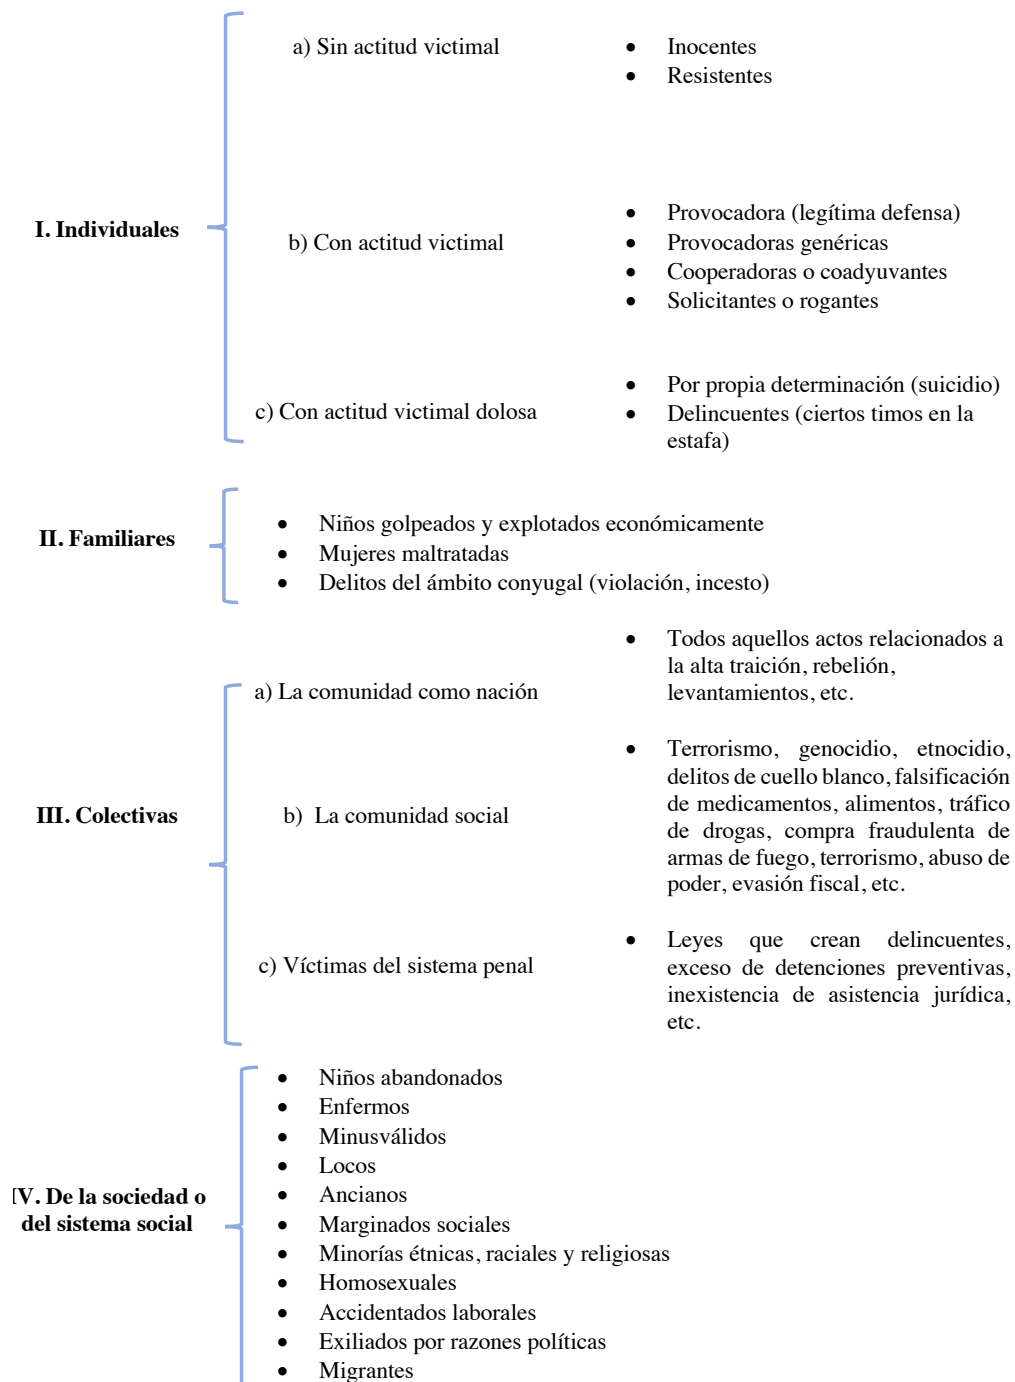 a) Sin actitud victimal
• Inocentes
• Resistentes
I. Individuales
b) Con actitud victimal
• Provocadora (legítima defensa)
• Provocadoras genéricas
• Cooperadoras o coadyuvantes
• Solicitantes o rogantes
c) Con actitud victimal dolosa
• Por propia determinación (suicidio)
• Delincuentes (ciertos timos en la
estafa)
II. Familiares
• Niños golpeados y explotados económicamente
• Mujeres maltratadas
• Delitos del ámbito conyugal (violación, incesto)
III. Colectivas
a) La comunidad como nación
• Todos aquellos actos relacionados a
la alta traición, rebelión,
levantamientos, etc.
b) La comunidad social
• Terrorismo, genocidio, etnocidio,
delitos de cuello blanco, falsificación
de medicamentos, alimentos, tráfico
de drogas, compra fraudulenta de
armas de fuego, terrorismo, abuso de
poder, evasión fiscal, etc.
c) Víctimas del sistema penal
• Leyes que crean delincuentes,
exceso de detenciones preventivas,
inexistencia de asistencia jurídica,
etc.
IV. De la sociedad o
del sistema social
• Niños abandonados
• Enfermos
• Minusválidos
• Locos
• Ancianos
• Marginados sociales
• Minorías étnicas, raciales y religiosas
• Homosexuales
• Accidentados laborales
• Exiliados por razones políticas
• Migrantes